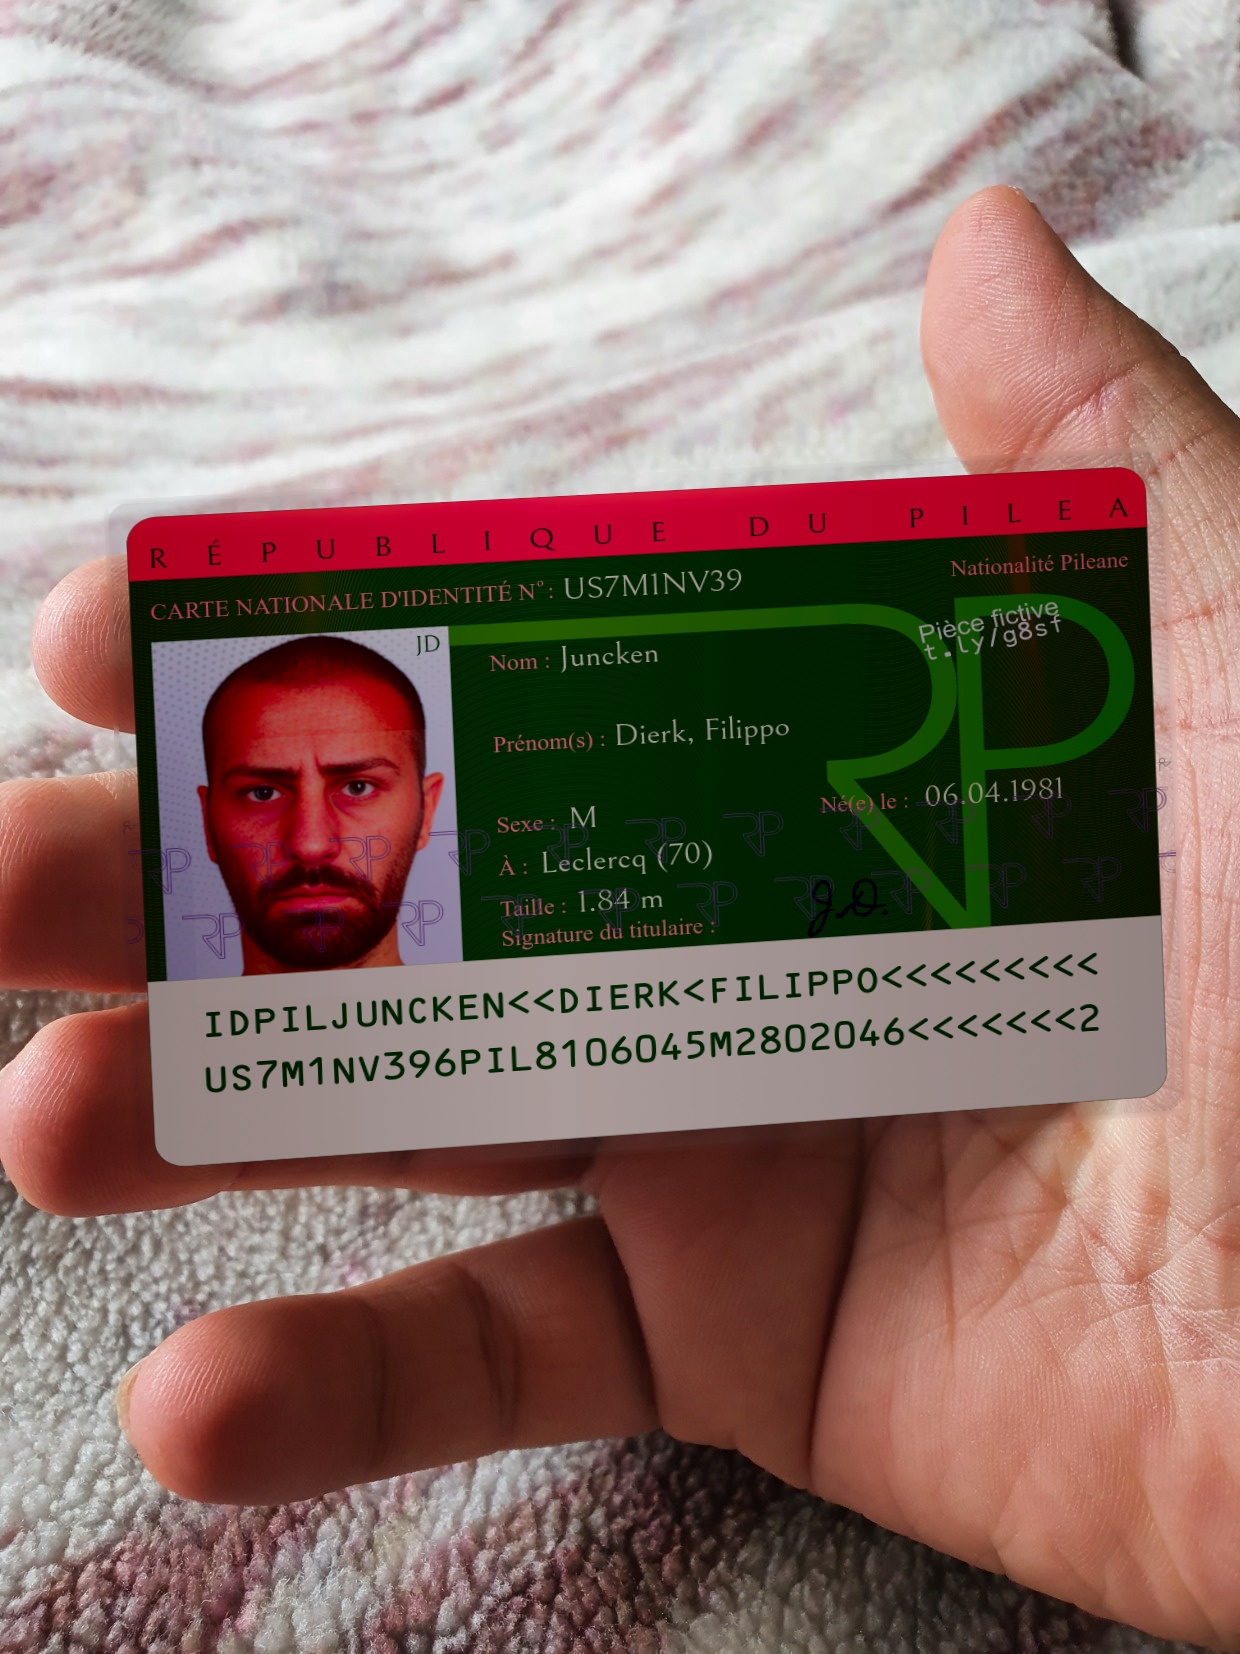 RÉPUBLIQUE DU PILEA
CARTE NATIONALE D'IDENTITÉ N° : US7M1NV39
Nationalité Pileane
JD
Pièce fictive
t.ly/g8sf
Nom : Juncken
Prénom(s) : Dierk, Filippo
Sexe : M
Né(e) le : 06.04.1981
À : Leclercq (70)
Taille : 1.84 m
Signature du titulaire :
J.D.
RP
IDPILJUNCKEN<<DIERK<FILIPPO<<<<<<<<<
US7M1NV396PIL8106045M2802046<<<<<<<2